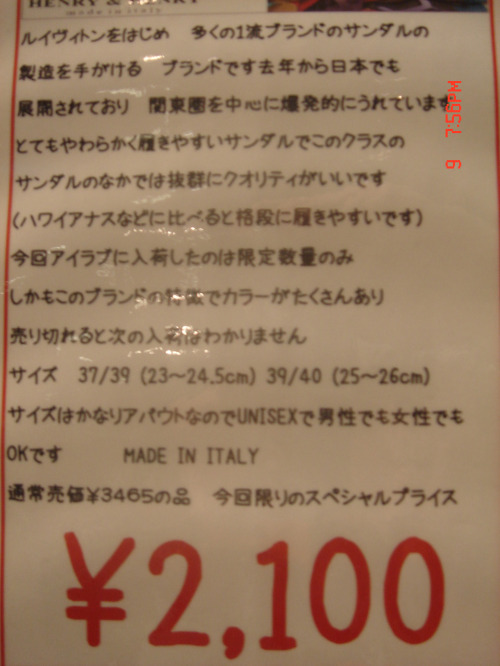 HENRY & HENRY
made in italy
ルイヴィトンをはじめ 多くの1流ブランドのサンダルの
製造を手がける ブランドです去年から日本でも
展開されており 関東圏を中心に爆発的にうれています
とてもやわらかく履きやすいサンダルでこのクラスの
サンダルのなかでは抜群にクオリティがいいです
(ハワイアナスなどに比べると格段に履きやすいです)
今回アイラブに入荷したのは限定数量のみ
しかもこのブランドの特徴でカラーがたくさんあり
売り切れると次の入荷はわかりません
サイズ 37/39 (23~24.5cm) 39/40 (25~26cm)
サイズはかなりアバウトなのでUNISEXで男性でも女性でも
OKです MADE IN ITALY
通常売価¥3465の品 今回限りのスペシャルプライス
¥2,100
9 7:56PM